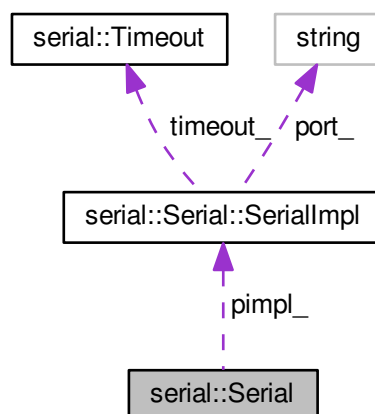 serial::Timeout
string
timeout_
port_
serial::Serial::SerialImpl
pimpl_
serial::Serial